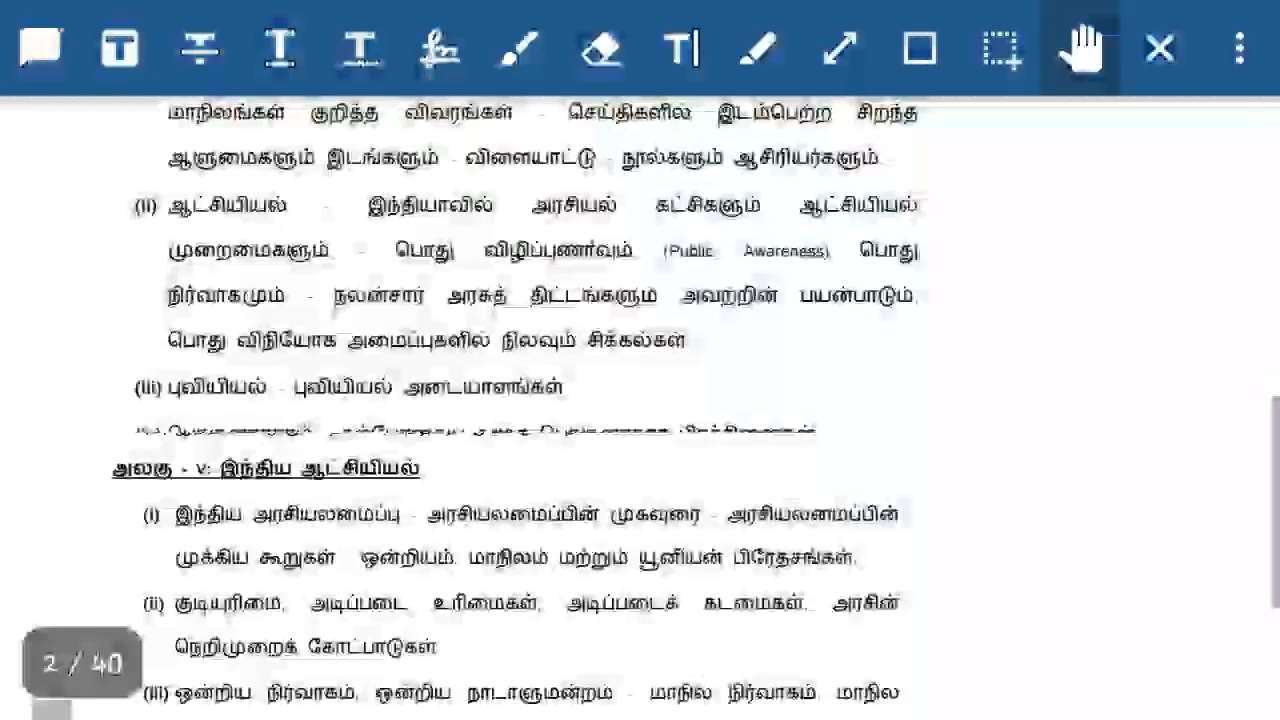 மாநிலங்கள் குறித்த விவரங்கள் - செய்திகளில் இடம்பெற்ற சிறந்த
ஆளுமைகளும் இடங்களும் - விளையாட்டு - நூல்களும் ஆசிரியர்களும்
(ii) ஆட்சியியல் - இந்தியாவில் அரசியல் கட்சிகளும் ஆட்சியியல்
முறைமைகளும் - பொது விழிப்புணர்வும் (Public Awareness) பொது
நிர்வாகமும் - நலன்சார் அரசுத் திட்டங்களும் அவற்றின் பயன்பாடும்,
பொது விநியோக அமைப்புகளில் நிலவும் சிக்கல்கள்
(iii) புவியியல் - புவியியல் அடையாளங்கள்
அலகு - v: இந்திய ஆட்சியியல்
(i) இந்திய அரசியலமைப்பு - அரசியலமைப்பின் முகவுரை - அரசியலமைப்பின்
முக்கிய கூறுகள் ஒன்றியம், மாநிலம் மற்றும் யூனியன் பிரேதசங்கள்.
(ii) குடியுரிமை, அடிப்படை உரிமைகள், அடிப்படைக் கடமைகள், அரசின்
நெறிமுறைக் கோட்பாடுகள்
(iii) ஒன்றிய நிர்வாகம், ஒன்றிய நாடாளுமன்றம் - மாநில நிர்வாகம், மாநில
2 / 40